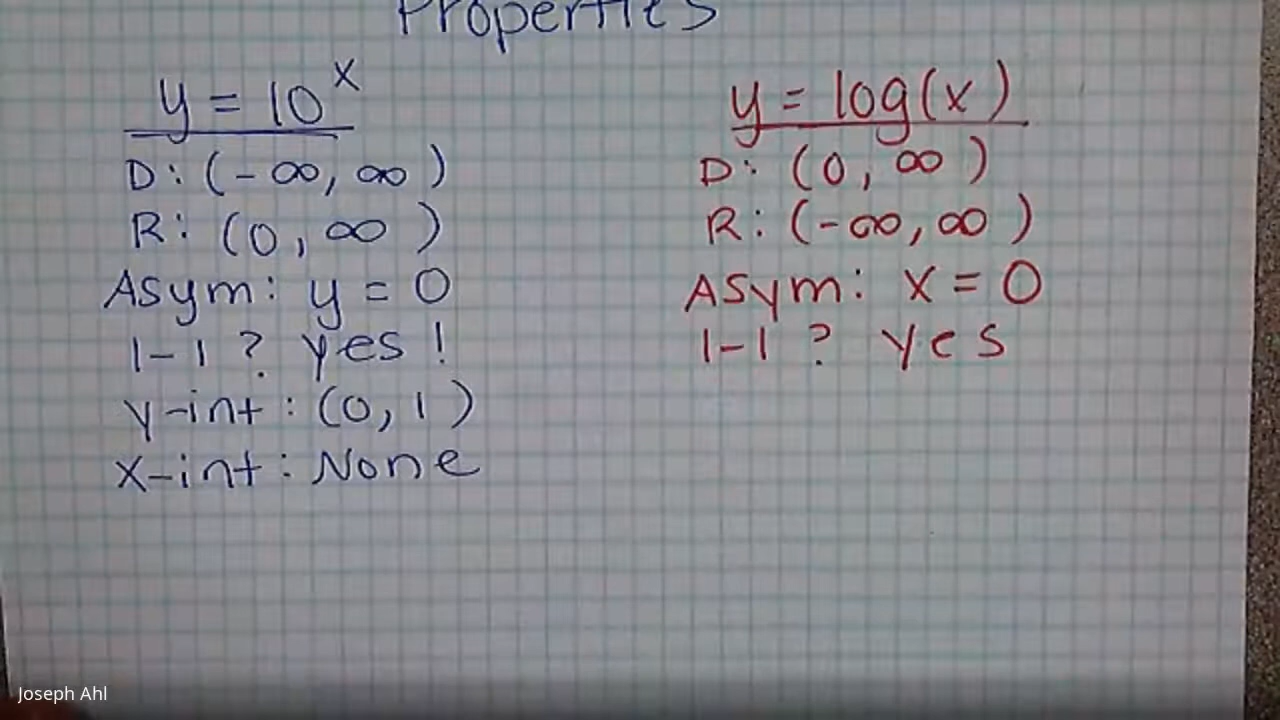 Properties
y = 10^x
D: (-∞, ∞)
R: (0, ∞)
Asym: y = 0
1-1 ? yes!
y-int: (0, 1)
x-int: None
y = log(x)
D: (0, ∞)
R: (-∞, ∞)
Asym: x = 0
1-1 ? yes
Joseph Ahl